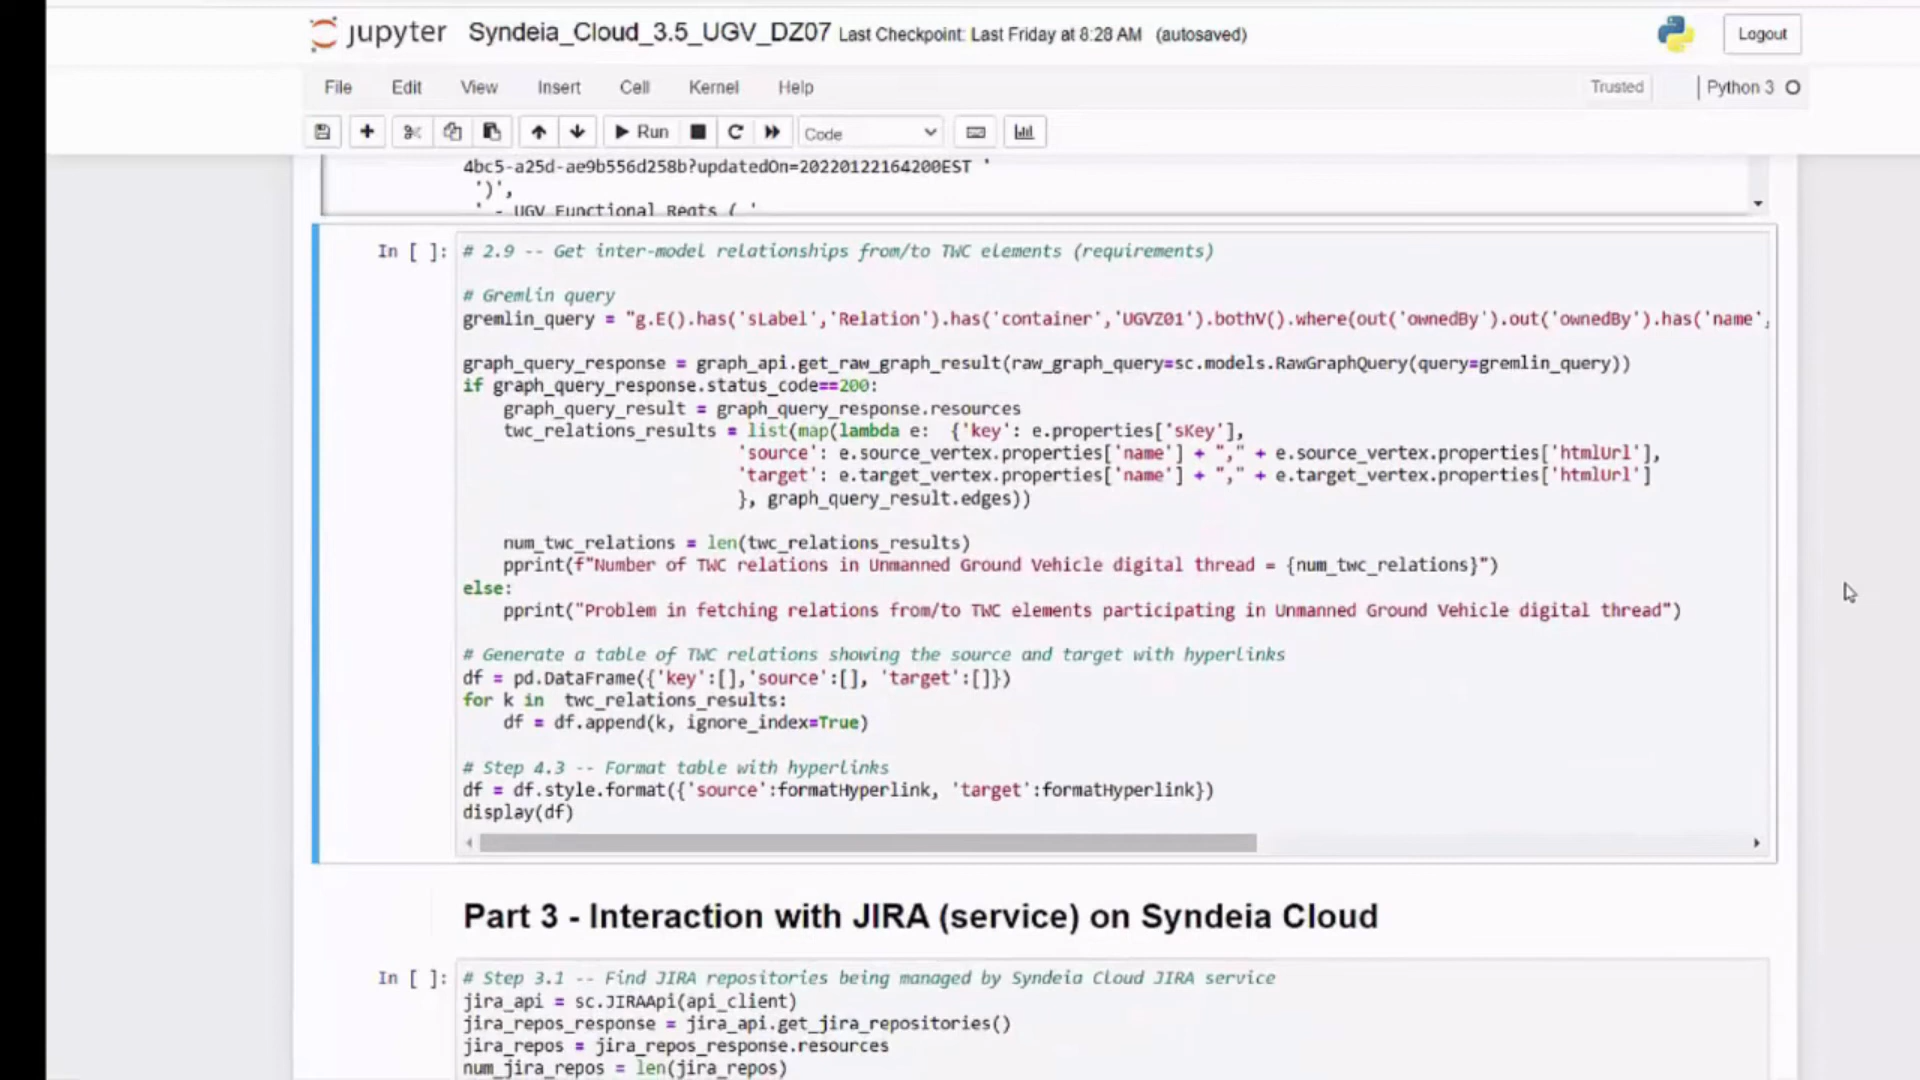 jupyter Syndeia_Cloud_3.5_UGV_DZ07 Last Checkpoint: Last Friday at 8:28 AM (autosaved) Logout
File Edit View Insert Cell Kernel Help Trusted Python 3
Run Code
4bc5-a25d-ae9b556d258b?updatedOn=20220122164200EST '
')',
' - UGV Functional Reqts ( '
In [ ]: # 2.9 -- Get inter-model relationships from/to TWC elements (requirements)
# Gremlin query
gremlin_query = "g.E().has('sLabel','Relation').has('container','UGVZ01').bothV().where(out('ownedBy').out('ownedBy').has('name',
graph_query_response = graph_api.get_raw_graph_result(raw_graph_query=sc.models.RawGraphQuery(query=gremlin_query))
if graph_query_response.status_code==200:
    graph_query_result = graph_query_response.resources
    twc_relations_results = list(map(lambda e:  {'key': e.properties['sKey'],
                           'source': e.source_vertex.properties['name'] + "," + e.source_vertex.properties['htmlUrl'],
                           'target': e.target_vertex.properties['name'] + "," + e.target_vertex.properties['htmlUrl']
                           }, graph_query_result.edges))
    num_twc_relations = len(twc_relations_results)
    pprint(f"Number of TWC relations in Unmanned Ground Vehicle digital thread = {num_twc_relations}")
else:
    pprint("Problem in fetching relations from/to TWC elements participating in Unmanned Ground Vehicle digital thread")
# Generate a table of TWC relations showing the source and target with hyperlinks
df = pd.DataFrame({'key':[],'source':[], 'target':[]})
for k in  twc_relations_results:
    df = df.append(k, ignore_index=True)
# Step 4.3 -- Format table with hyperlinks
df = df.style.format({'source':formatHyperlink, 'target':formatHyperlink})
display(df)
Part 3 - Interaction with JIRA (service) on Syndeia Cloud
In [ ]: # Step 3.1 -- Find JIRA repositories being managed by Syndeia Cloud JIRA service
jira_api = sc.JIRAApi(api_client)
jira_repos_response = jira_api.get_jira_repositories()
jira_repos = jira_repos_response.resources
num_jira_repos = len(jira_repos)